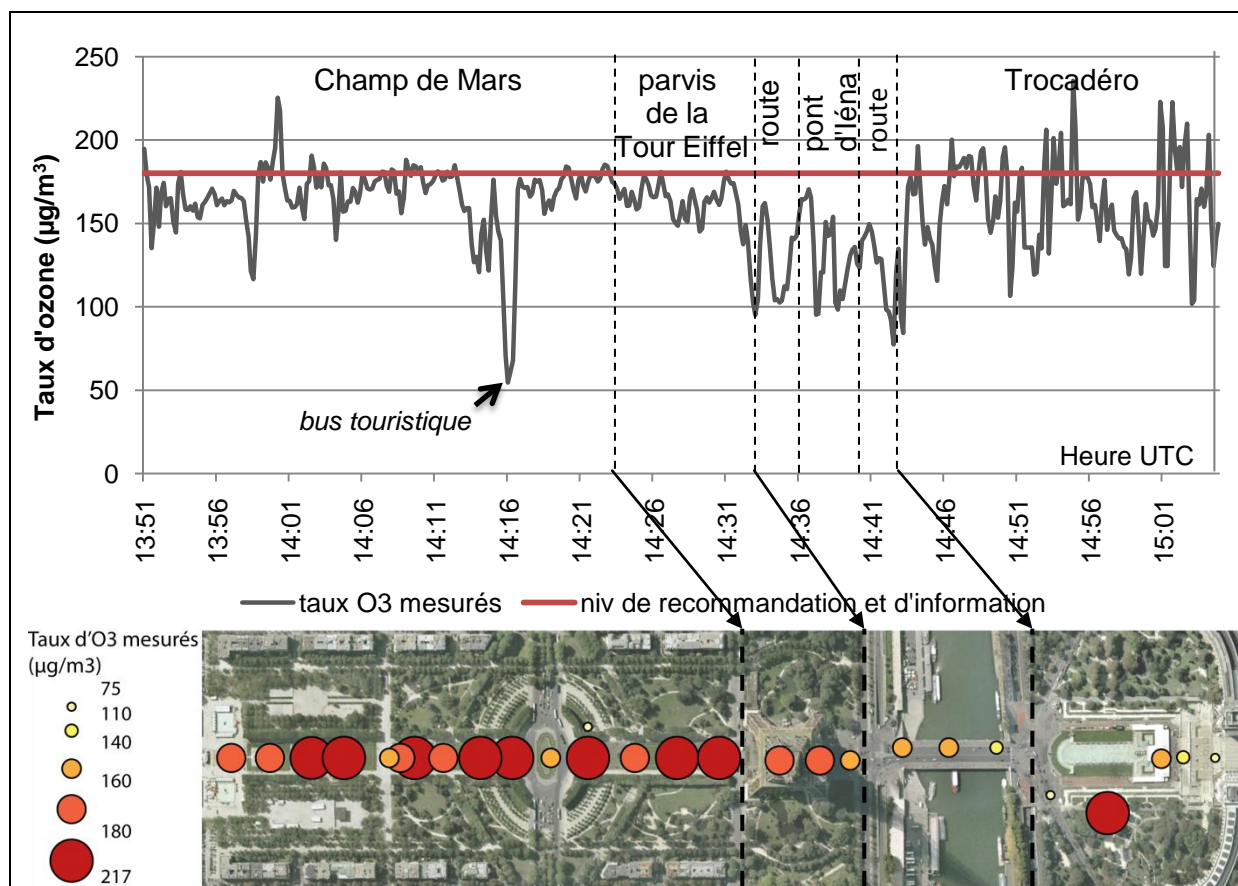 250
200
150
100
50
0
Taux d'ozone (µg/m³)
Champ de Mars
parvis
de la
Tour Eiffel
route
pont
d'Iéna
route
Trocadéro
bus touristique
Heure UTC
13:51
13:56
14:01
14:06
14:11
14:16
14:21
14:26
14:31
14:36
14:41
14:46
14:51
14:56
15:01
taux O3 mesurés
niv de recommandation et d'information
Taux d'O3 mesurés
(µg/m3)
75
110
140
160
180
217